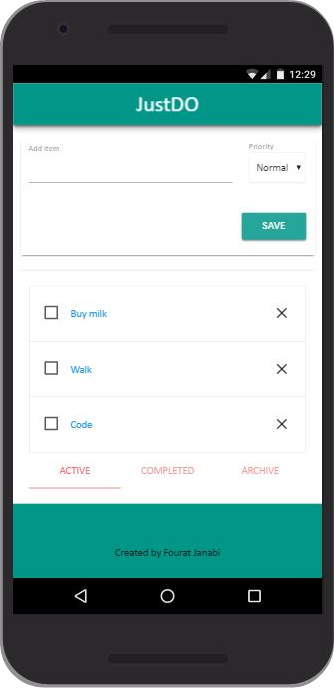 12:29
JustDO
Add item
Priority
Normal
SAVE
Buy milk
Walk
Code
ACTIVE COMPLETED ARCHIVE
Created by Fourat Janabi